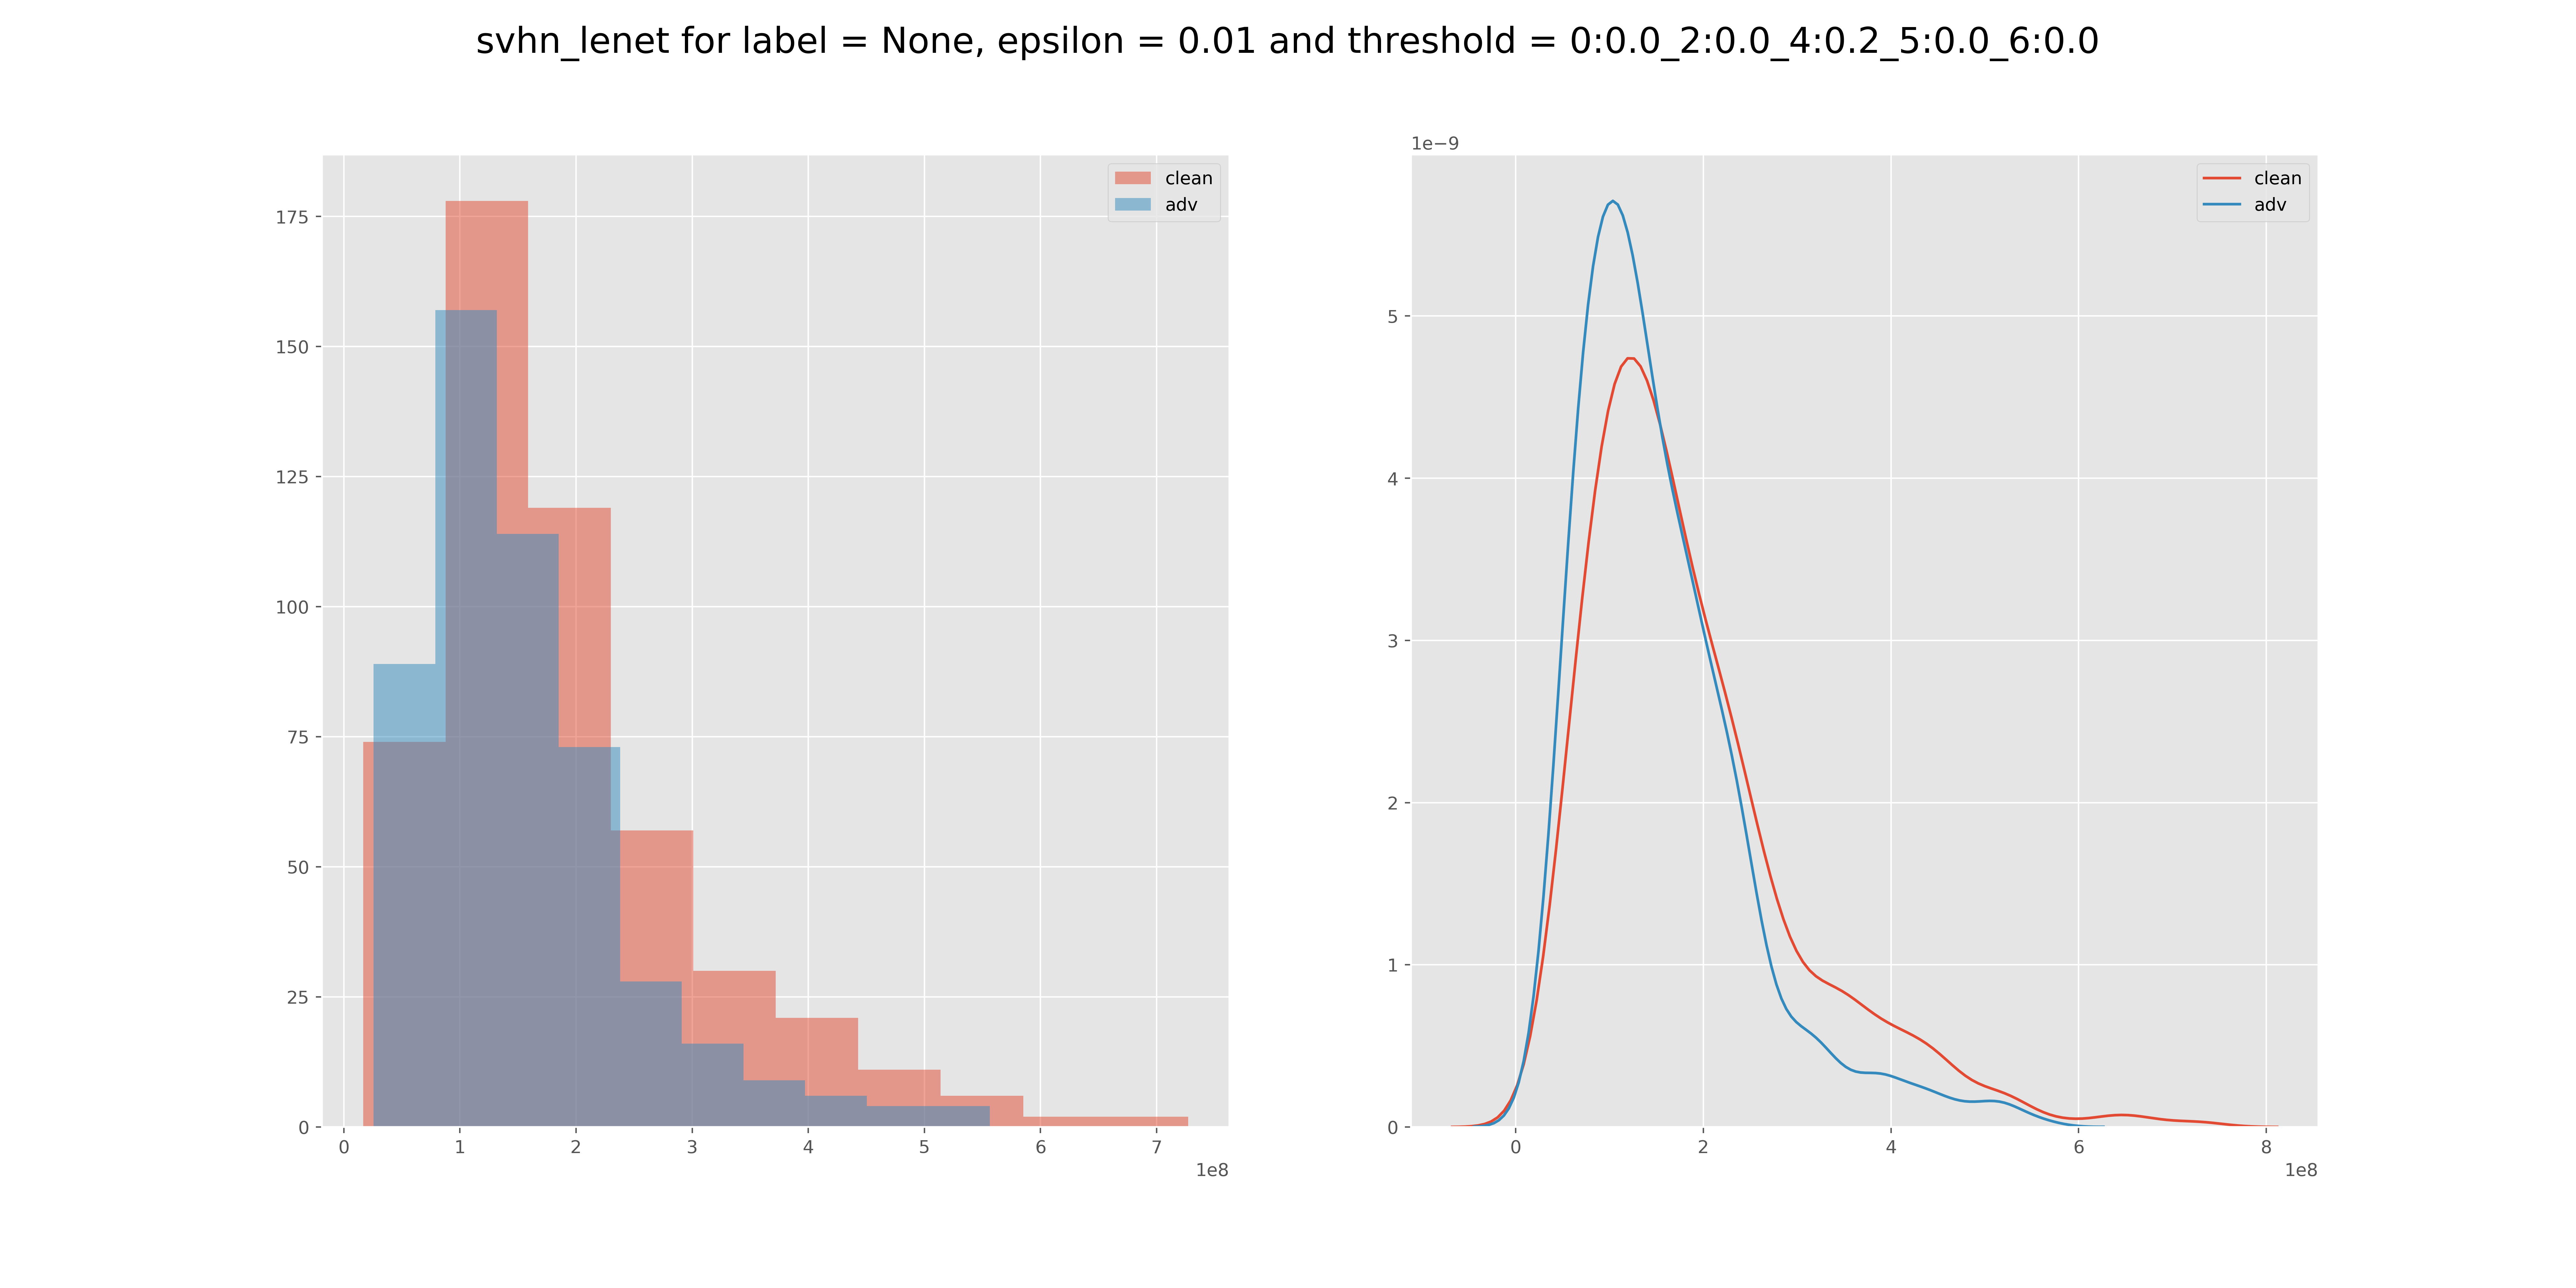 svhn_lenet for label = None, epsilon = 0.01 and threshold = 0:0.0_2:0.0_4:0.2_5:0.0_6:0.0
clean
adv
175
150
125
100
75
50
25
0
0 1 2 3 4 5 6 7
1e8
1e−9
clean
adv
5
4
3
2
1
0
0 2 4 6 8
1e8